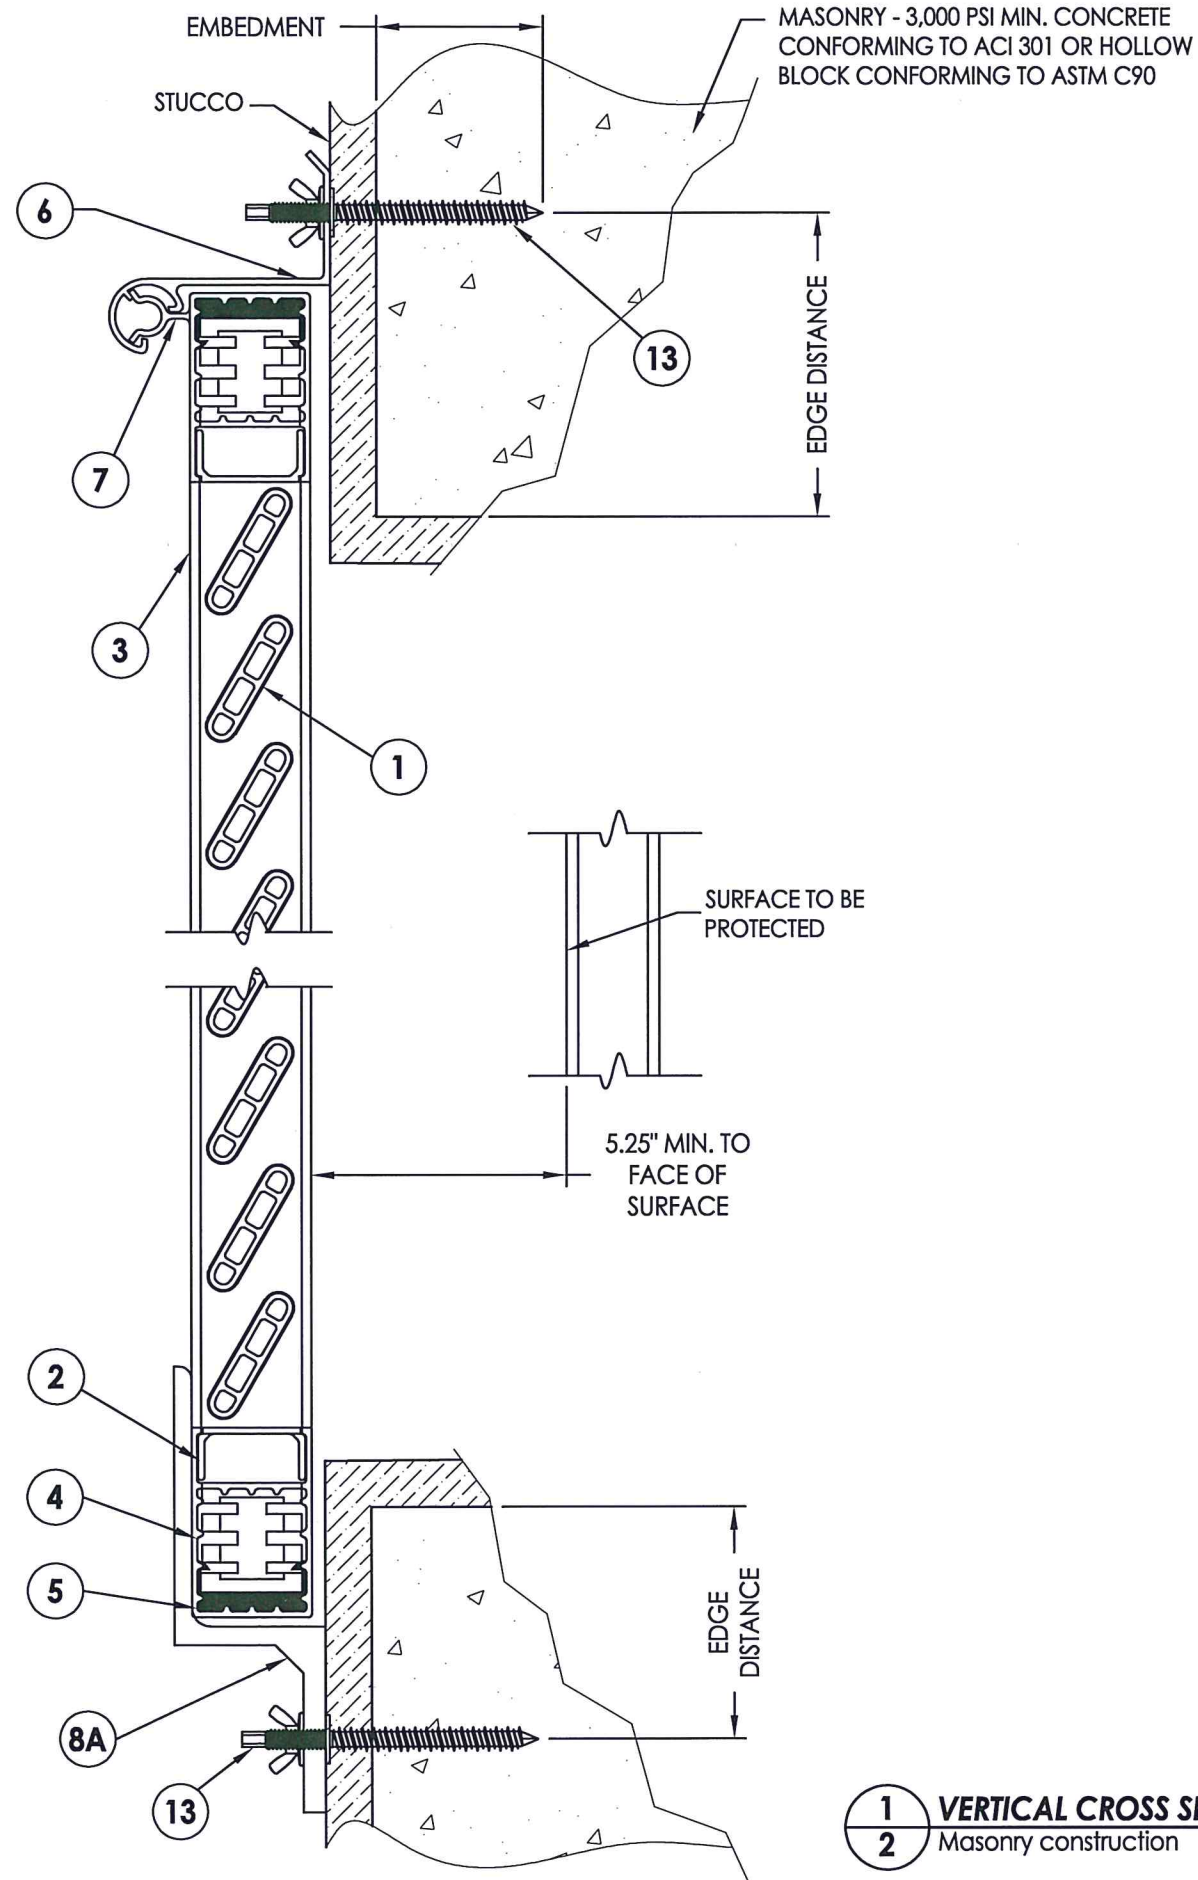 EMBEDMENT
MASONRY - 3,000 PSI MIN. CONCRETE
CONFORMING TO ACI 301 OR HOLLOW
BLOCK CONFORMING TO ASTM C90
STUCCO
6
13
EDGE DISTANCE
7
3
1
SURFACE TO BE
PROTECTED
5.25" MIN. TO
FACE OF
SURFACE
2
4
5
EDGE
DISTANCE
8A
13
1
2
VERTICAL CROSS
Masonry construction